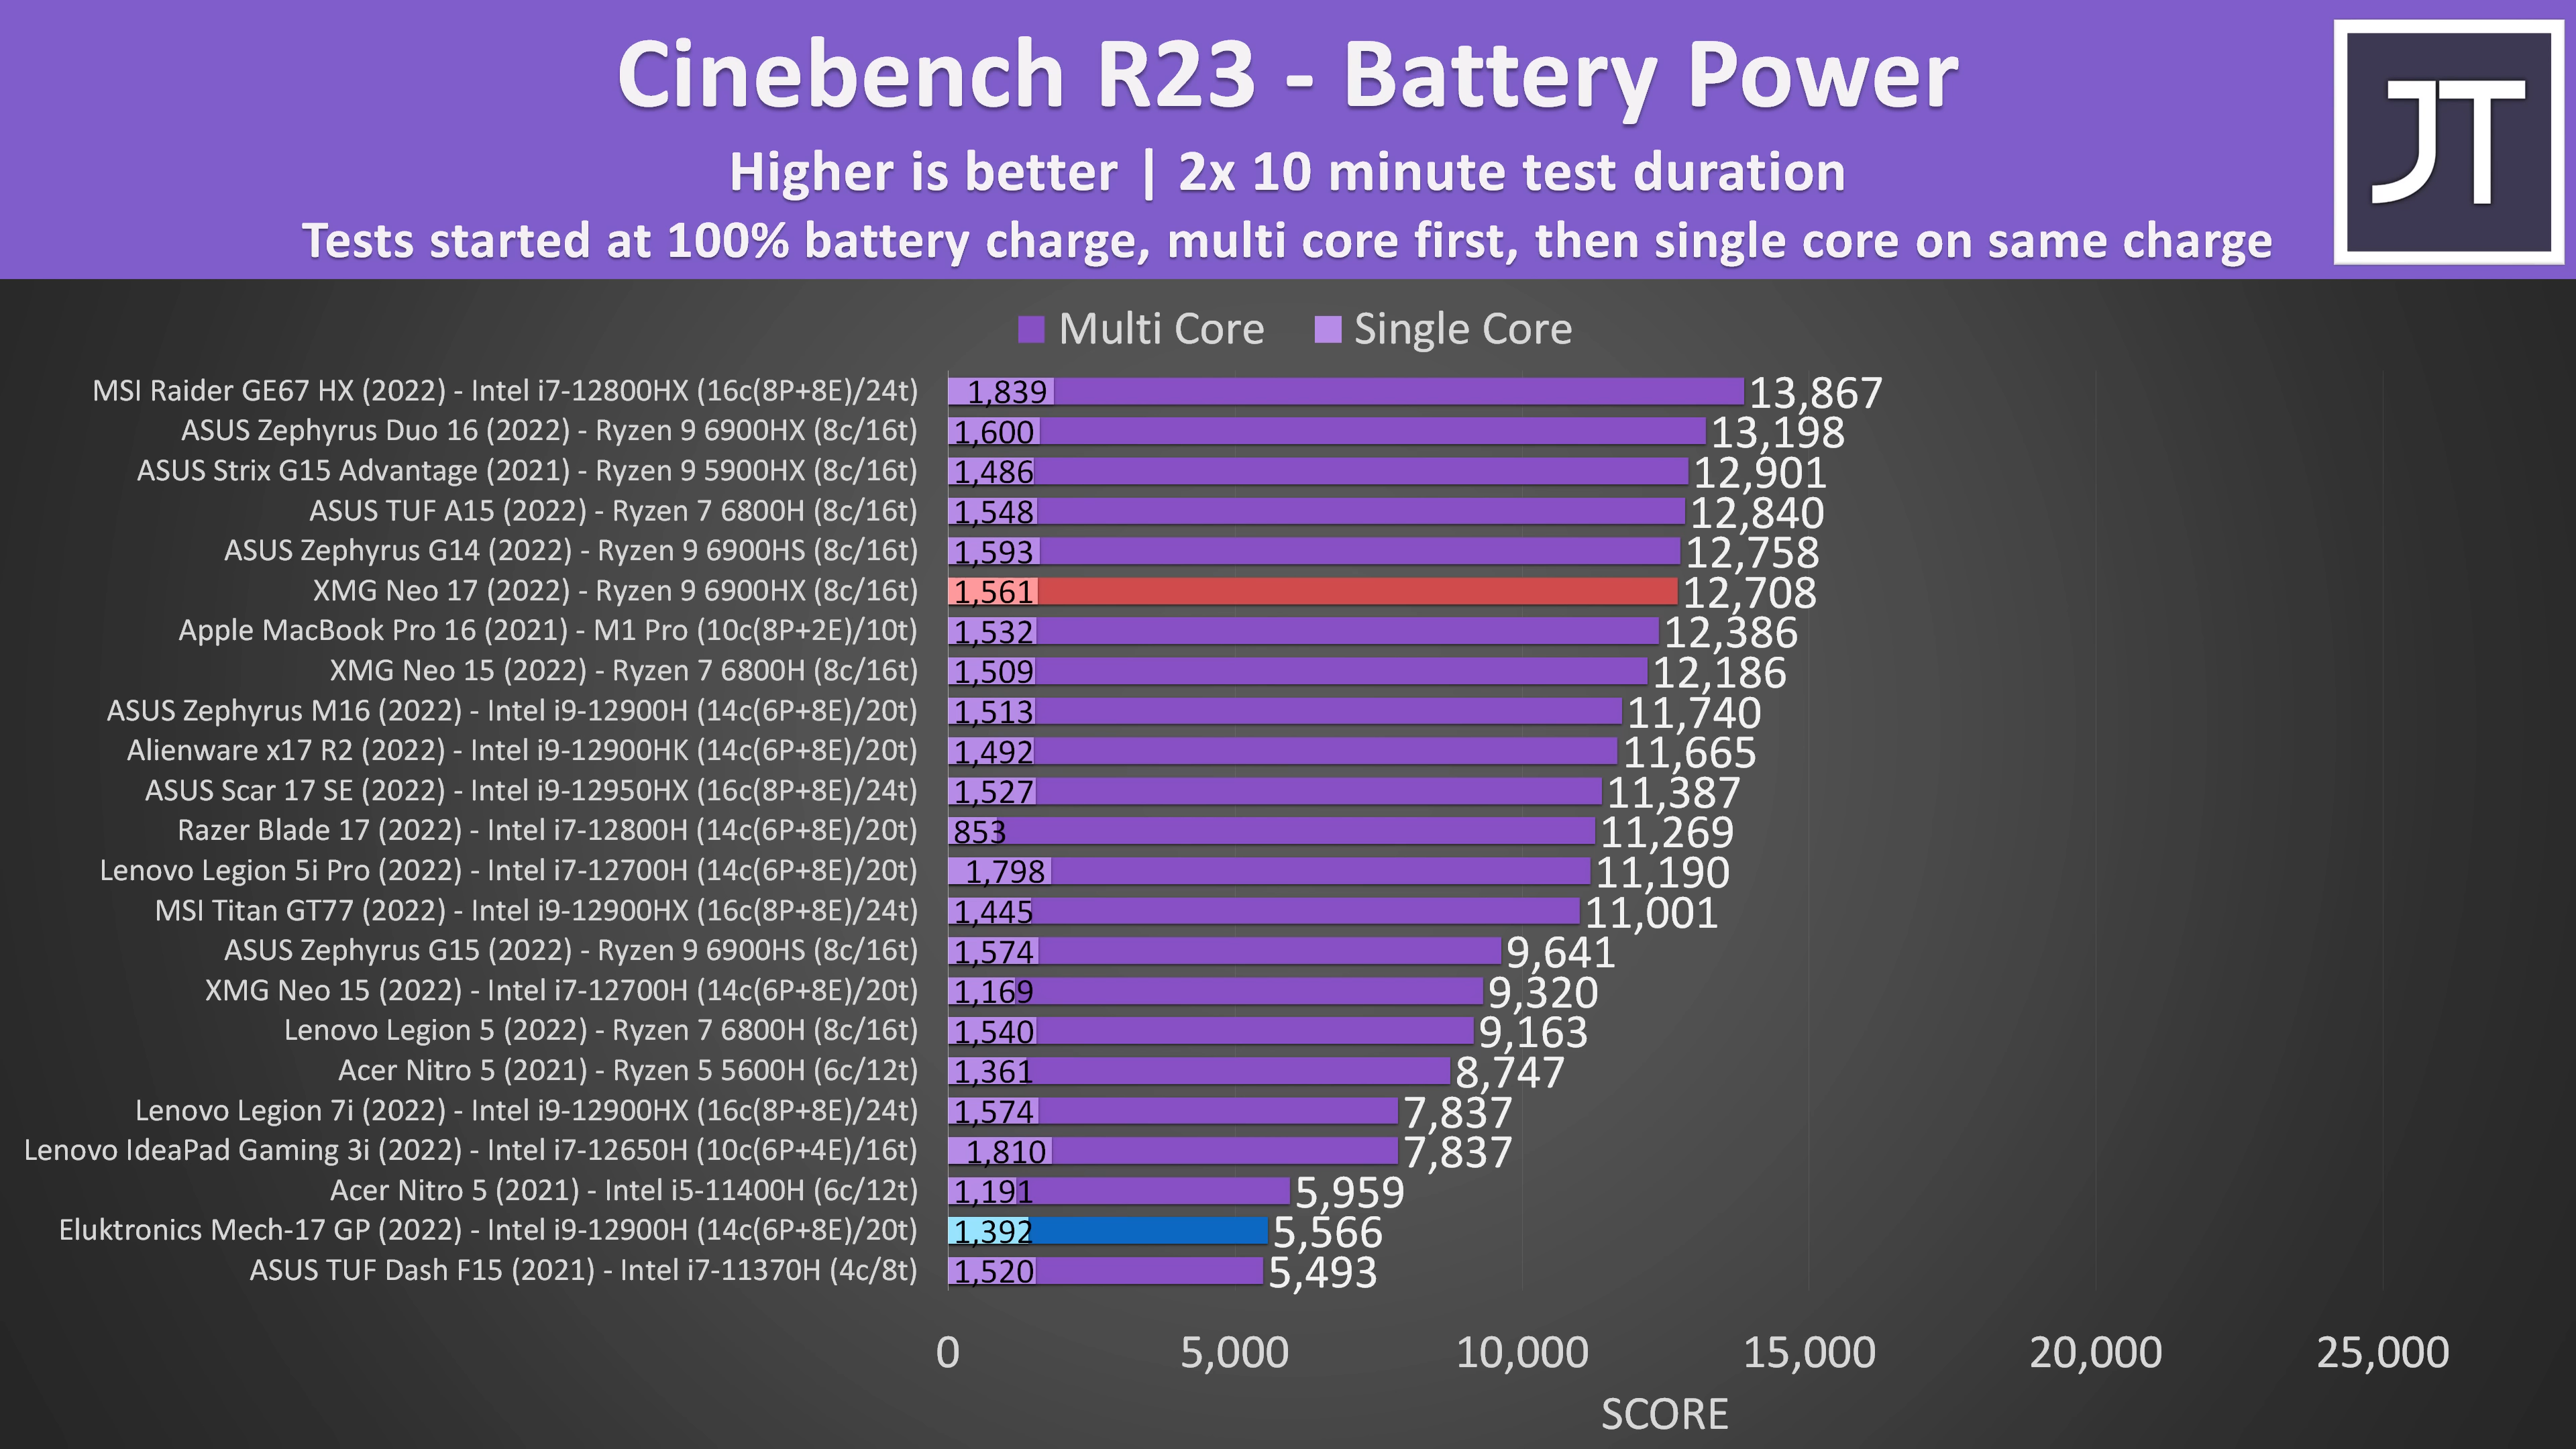 Cinebench R23 - Battery Power
Higher is better | 2x 10 minute test duration
Tests started at 100% battery charge, multi core first, then single core on same charge
JT
Multi Core Single Core
MSI Raider GE67 HX (2022) - Intel i7-12800HX (16c(8P+8E)/24t) 1,839 13,867
ASUS Zephyrus Duo 16 (2022) - Ryzen 9 6900HX (8c/16t) 1,600 13,198
ASUS Strix G15 Advantage (2021) - Ryzen 9 5900HX (8c/16t) 1,486 12,901
ASUS TUF A15 (2022) - Ryzen 7 6800H (8c/16t) 1,548 12,840
ASUS Zephyrus G14 (2022) - Ryzen 9 6900HS (8c/16t) 1,593 12,758
XMG Neo 17 (2022) - Ryzen 9 6900HX (8c/16t) 1,561 12,708
Apple MacBook Pro 16 (2021) - M1 Pro (10c(8P+2E)/10t) 1,532 12,386
XMG Neo 15 (2022) - Ryzen 7 6800H (8c/16t) 1,509 12,186
ASUS Zephyrus M16 (2022) - Intel i9-12900H (14c(6P+8E)/20t) 1,513 11,740
Alienware x17 R2 (2022) - Intel i9-12900HK (14c(6P+8E)/20t) 1,492 11,665
ASUS Scar 17 SE (2022) - Intel i9-12950HX (16c(8P+8E)/24t) 1,527 11,387
Razer Blade 17 (2022) - Intel i7-12800H (14c(6P+8E)/20t) 853 11,269
Lenovo Legion 5i Pro (2022) - Intel i7-12700H (14c(6P+8E)/20t) 1,798 11,190
MSI Titan GT77 (2022) - Intel i9-12900HX (16c(8P+8E)/24t) 1,445 11,001
ASUS Zephyrus G15 (2022) - Ryzen 9 6900HS (8c/16t) 1,574 9,641
XMG Neo 15 (2022) - Intel i7-12700H (14c(6P+8E)/20t) 1,169 9,320
Lenovo Legion 5 (2022) - Ryzen 7 6800H (8c/16t) 1,540 9,163
Acer Nitro 5 (2021) - Ryzen 5 5600H (6c/12t) 1,361 8,747
Lenovo Legion 7i (2022) - Intel i9-12900HX (16c(8P+8E)/24t) 1,574 7,837
Lenovo IdeaPad Gaming 3i (2022) - Intel i7-12650H (10c(6P+4E)/16t) 1,810 7,837
Acer Nitro 5 (2021) - Intel i5-11400H (6c/12t) 1,191 5,959
Eluktronics Mech-17 GP (2022) - Intel i9-12900H (14c(6P+8E)/20t) 1,392 5,566
ASUS TUF Dash F15 (2021) - Intel i7-11370H (4c/8t) 1,520 5,493
0 5,000 10,000 15,000 20,000 25,000
SCORE